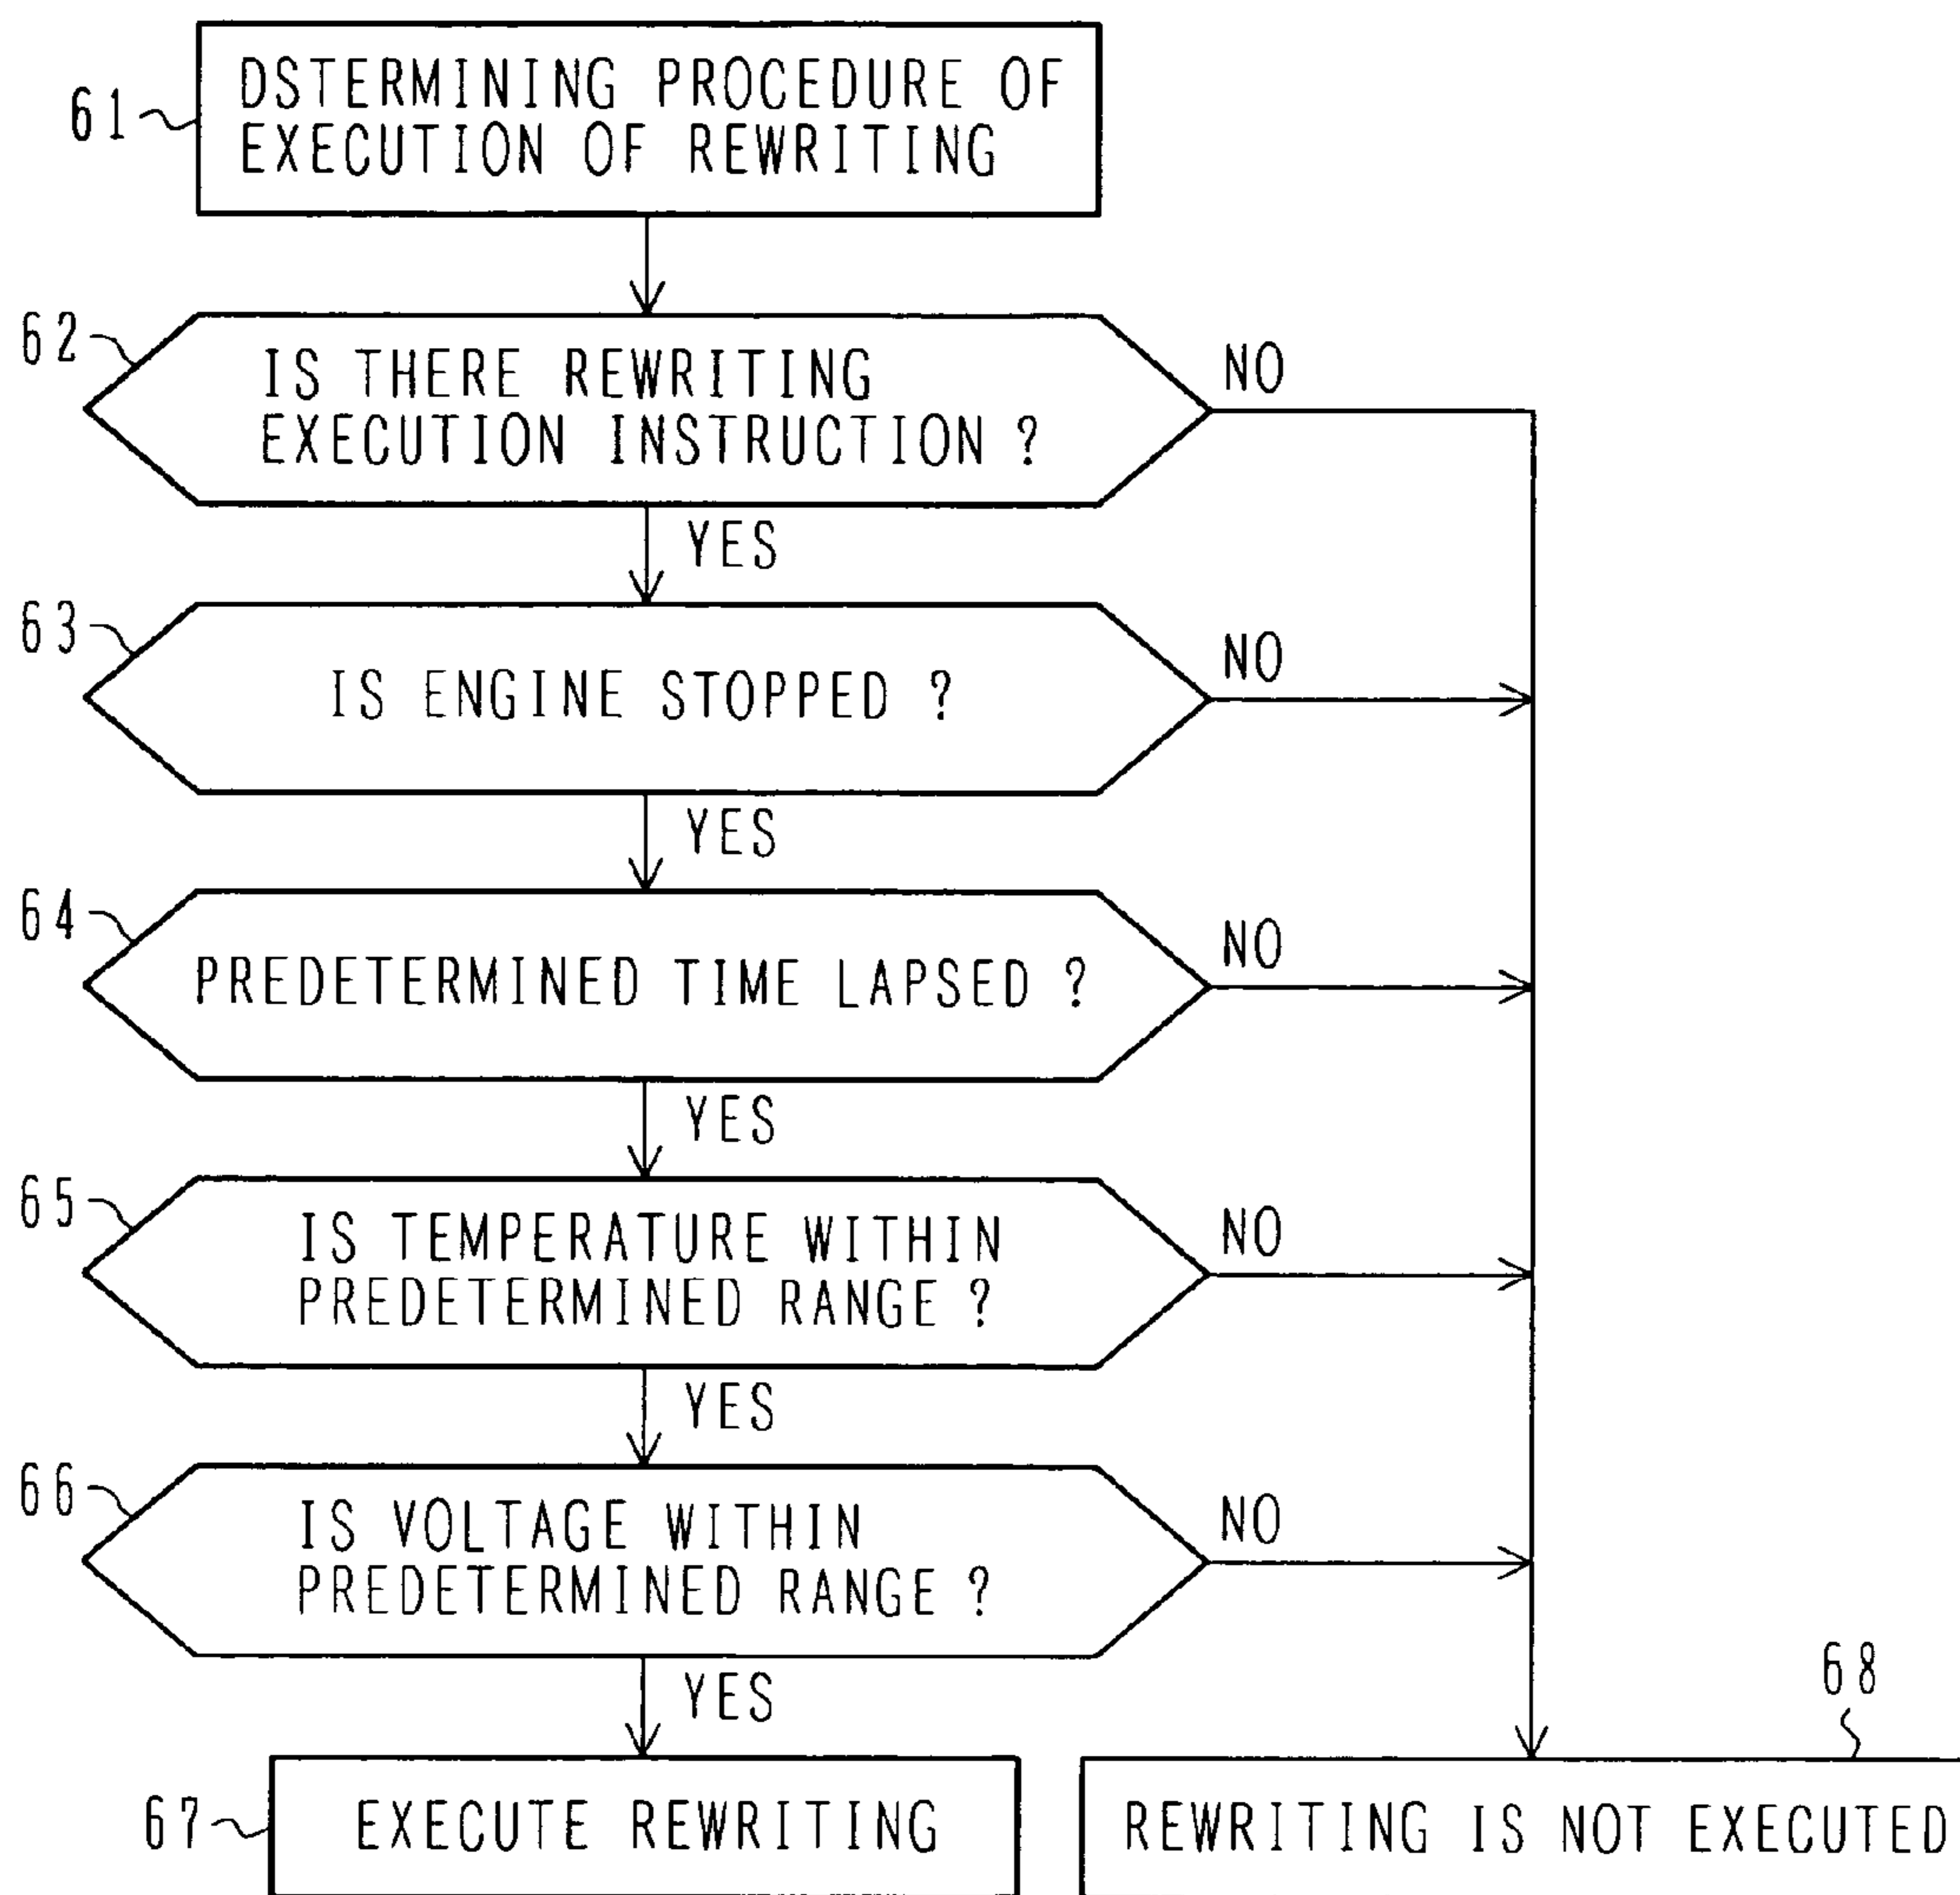 61
DSTERMINING PROCEDURE OF
EXECUTION OF REWRITING
62
IS THERE REWRITING
EXECUTION INSTRUCTION ?
NO
YES
63
IS ENGINE STOPPED ?
NO
YES
64
PREDETERMINED TIME LAPSED ?
NO
YES
65
IS TEMPERATURE WITHIN
PREDETERMINED RANGE ?
NO
YES
66
IS VOLTAGE WITHIN
PREDETERMINED RANGE ?
NO
YES
67
EXECUTE REWRITING
68
REWRITING IS NOT EXECUTED